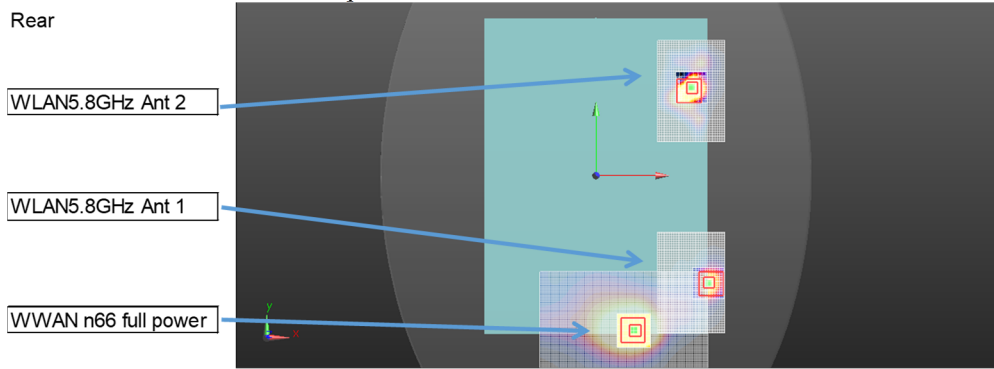 Rear
WLAN5.8GHz Ant 2
WLAN5.8GHz Ant 1
WWAN n66 full power
y
x